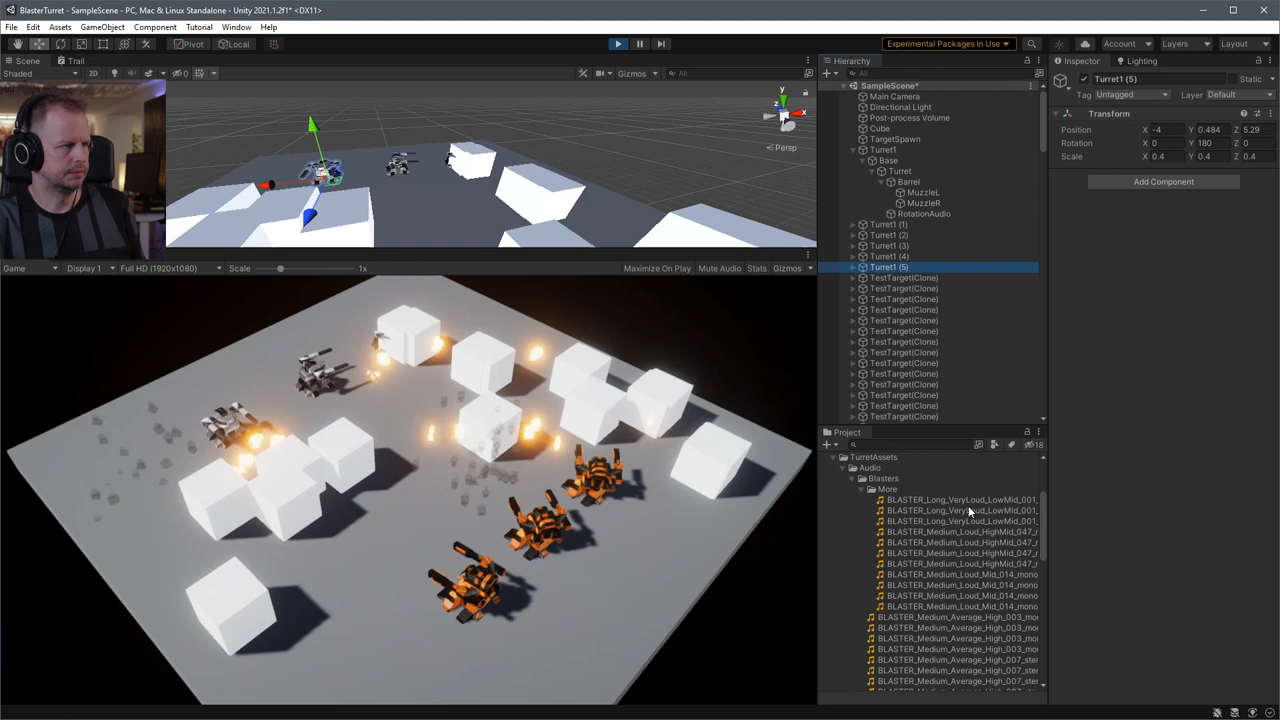 BlasterTurret - SampleScene - PC, Mac & Linux Standalone - Unity 2021.1.2f1* <DX11>
File Edit Assets GameObject Component Tutorial Window Help
Pivot Local Experimental Packages In Use Account Layers Layout
Scene Trail
Shaded 2D 0 Gizmos All
y
z
x
Persp
Game Display 1 Full HD (1920x1080) Scale 1x Maximize On Play Mute Audio Stats Gizmos
Hierarchy
All
SampleScene*
Main Camera
Directional Light
Post-process Volume
Cube
TargetSpawn
Turret1
Base
Turret
Barrel
MuzzleL
MuzzleR
RotationAudio
Turret1 (1)
Turret1 (2)
Turret1 (3)
Turret1 (4)
Turret1 (5)
TestTarget(Clone)
TestTarget(Clone)
TestTarget(Clone)
TestTarget(Clone)
TestTarget(Clone)
TestTarget(Clone)
TestTarget(Clone)
TestTarget(Clone)
TestTarget(Clone)
TestTarget(Clone)
TestTarget(Clone)
TestTarget(Clone)
TestTarget(Clone)
TestTarget(Clone)
Project
18
TurretAssets
Audio
Blasters
More
BLASTER_Long_VeryLoud_LowMid_001_
BLASTER_Long_VeryLoud_LowMid_001_
BLASTER_Long_VeryLoud_LowMid_001_
BLASTER_Medium_Loud_HighMid_047_r
BLASTER_Medium_Loud_HighMid_047_r
BLASTER_Medium_Loud_HighMid_047_r
BLASTER_Medium_Loud_HighMid_047_r
BLASTER_Medium_Loud_Mid_014_mono
BLASTER_Medium_Loud_Mid_014_mono
BLASTER_Medium_Loud_Mid_014_mono
BLASTER_Medium_Loud_Mid_014_mono
BLASTER_Medium_Average_High_003_mo
BLASTER_Medium_Average_High_003_mo
BLASTER_Medium_Average_High_003_mo
BLASTER_Medium_Average_High_003_mo
BLASTER_Medium_Average_High_007_ste
BLASTER_Medium_Average_High_007_ste
BLASTER_Medium_Average_High_007_ste
Inspector Lighting
Turret1 (5) Static
Tag Untagged Layer Default
Transform
Position X -4 Y 0.484 Z 5.29
Rotation X 0 Y 180 Z 0
Scale X 0.4 Y 0.4 Z 0.4
Add Component